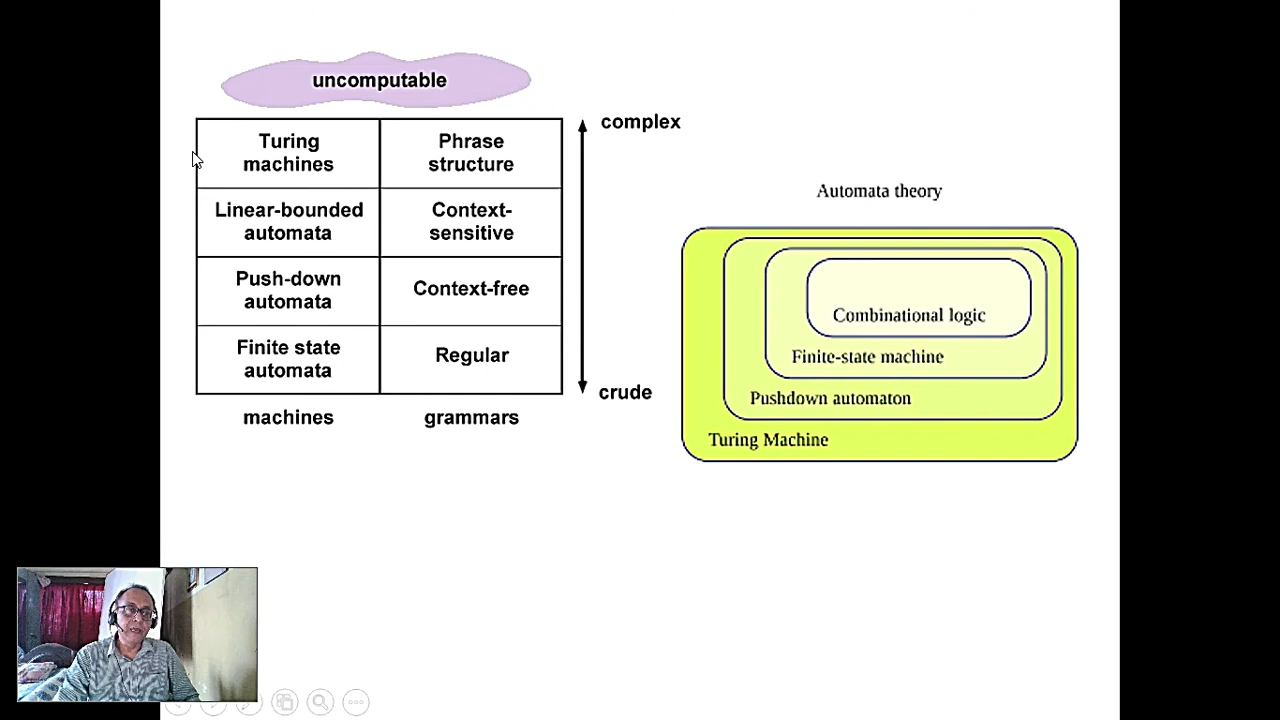 uncomputable
Turing
machines
Phrase
structure
Linear-bounded
automata
Context-
sensitive
Push-down
automata
Context-free
Finite state
automata
Regular
machines
grammars
complex
crude
Automata theory
Combinational logic
Finite-state machine
Pushdown automaton
Turing Machine